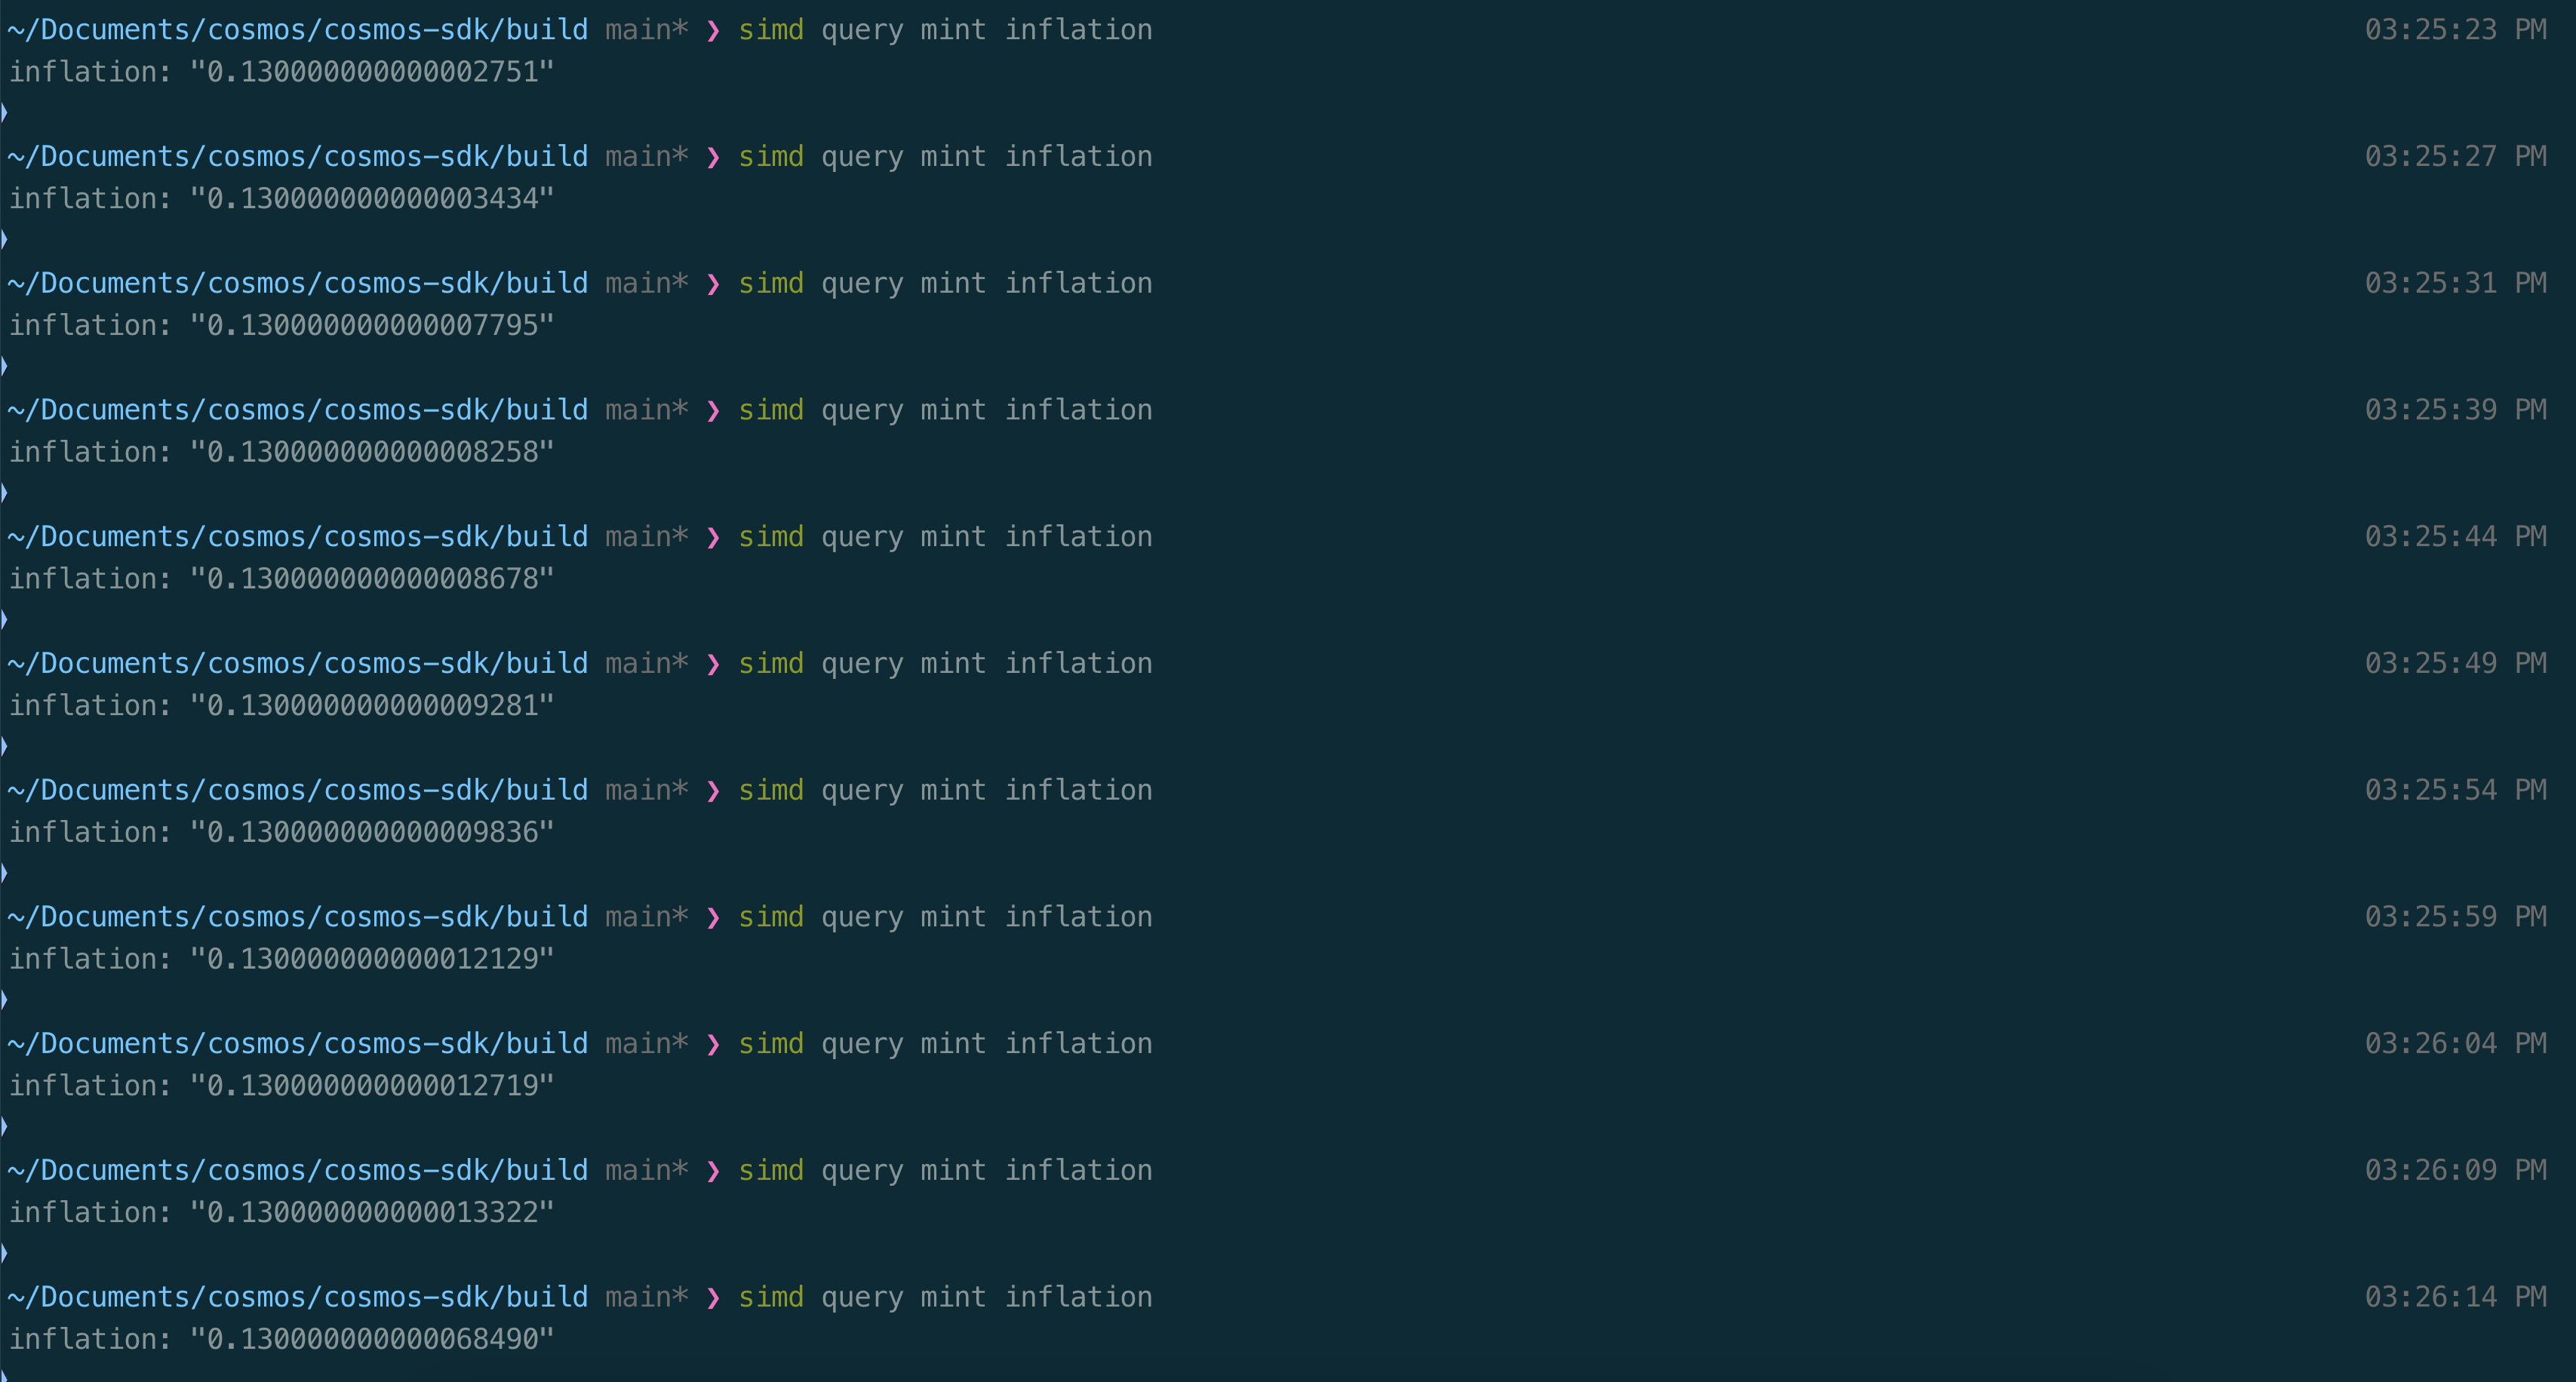 ~/Documents/cosmos/cosmos-sdk/build main* ❯ simd query mint inflation 03:25:23 PM
inflation: "0.130000000000002751"
~/Documents/cosmos/cosmos-sdk/build main* ❯ simd query mint inflation 03:25:27 PM
inflation: "0.130000000000003434"
~/Documents/cosmos/cosmos-sdk/build main* ❯ simd query mint inflation 03:25:31 PM
inflation: "0.130000000000007795"
~/Documents/cosmos/cosmos-sdk/build main* ❯ simd query mint inflation 03:25:39 PM
inflation: "0.130000000000008258"
~/Documents/cosmos/cosmos-sdk/build main* ❯ simd query mint inflation 03:25:44 PM
inflation: "0.130000000000008678"
~/Documents/cosmos/cosmos-sdk/build main* ❯ simd query mint inflation 03:25:49 PM
inflation: "0.130000000000009281"
~/Documents/cosmos/cosmos-sdk/build main* ❯ simd query mint inflation 03:25:54 PM
inflation: "0.130000000000009836"
~/Documents/cosmos/cosmos-sdk/build main* ❯ simd query mint inflation 03:25:59 PM
inflation: "0.130000000000012129"
~/Documents/cosmos/cosmos-sdk/build main* ❯ simd query mint inflation 03:26:04 PM
inflation: "0.130000000000012719"
~/Documents/cosmos/cosmos-sdk/build main* ❯ simd query mint inflation 03:26:09 PM
inflation: "0.130000000000013322"
~/Documents/cosmos/cosmos-sdk/build main* ❯ simd query mint inflation 03:26:14 PM
inflation: "0.130000000000068490"